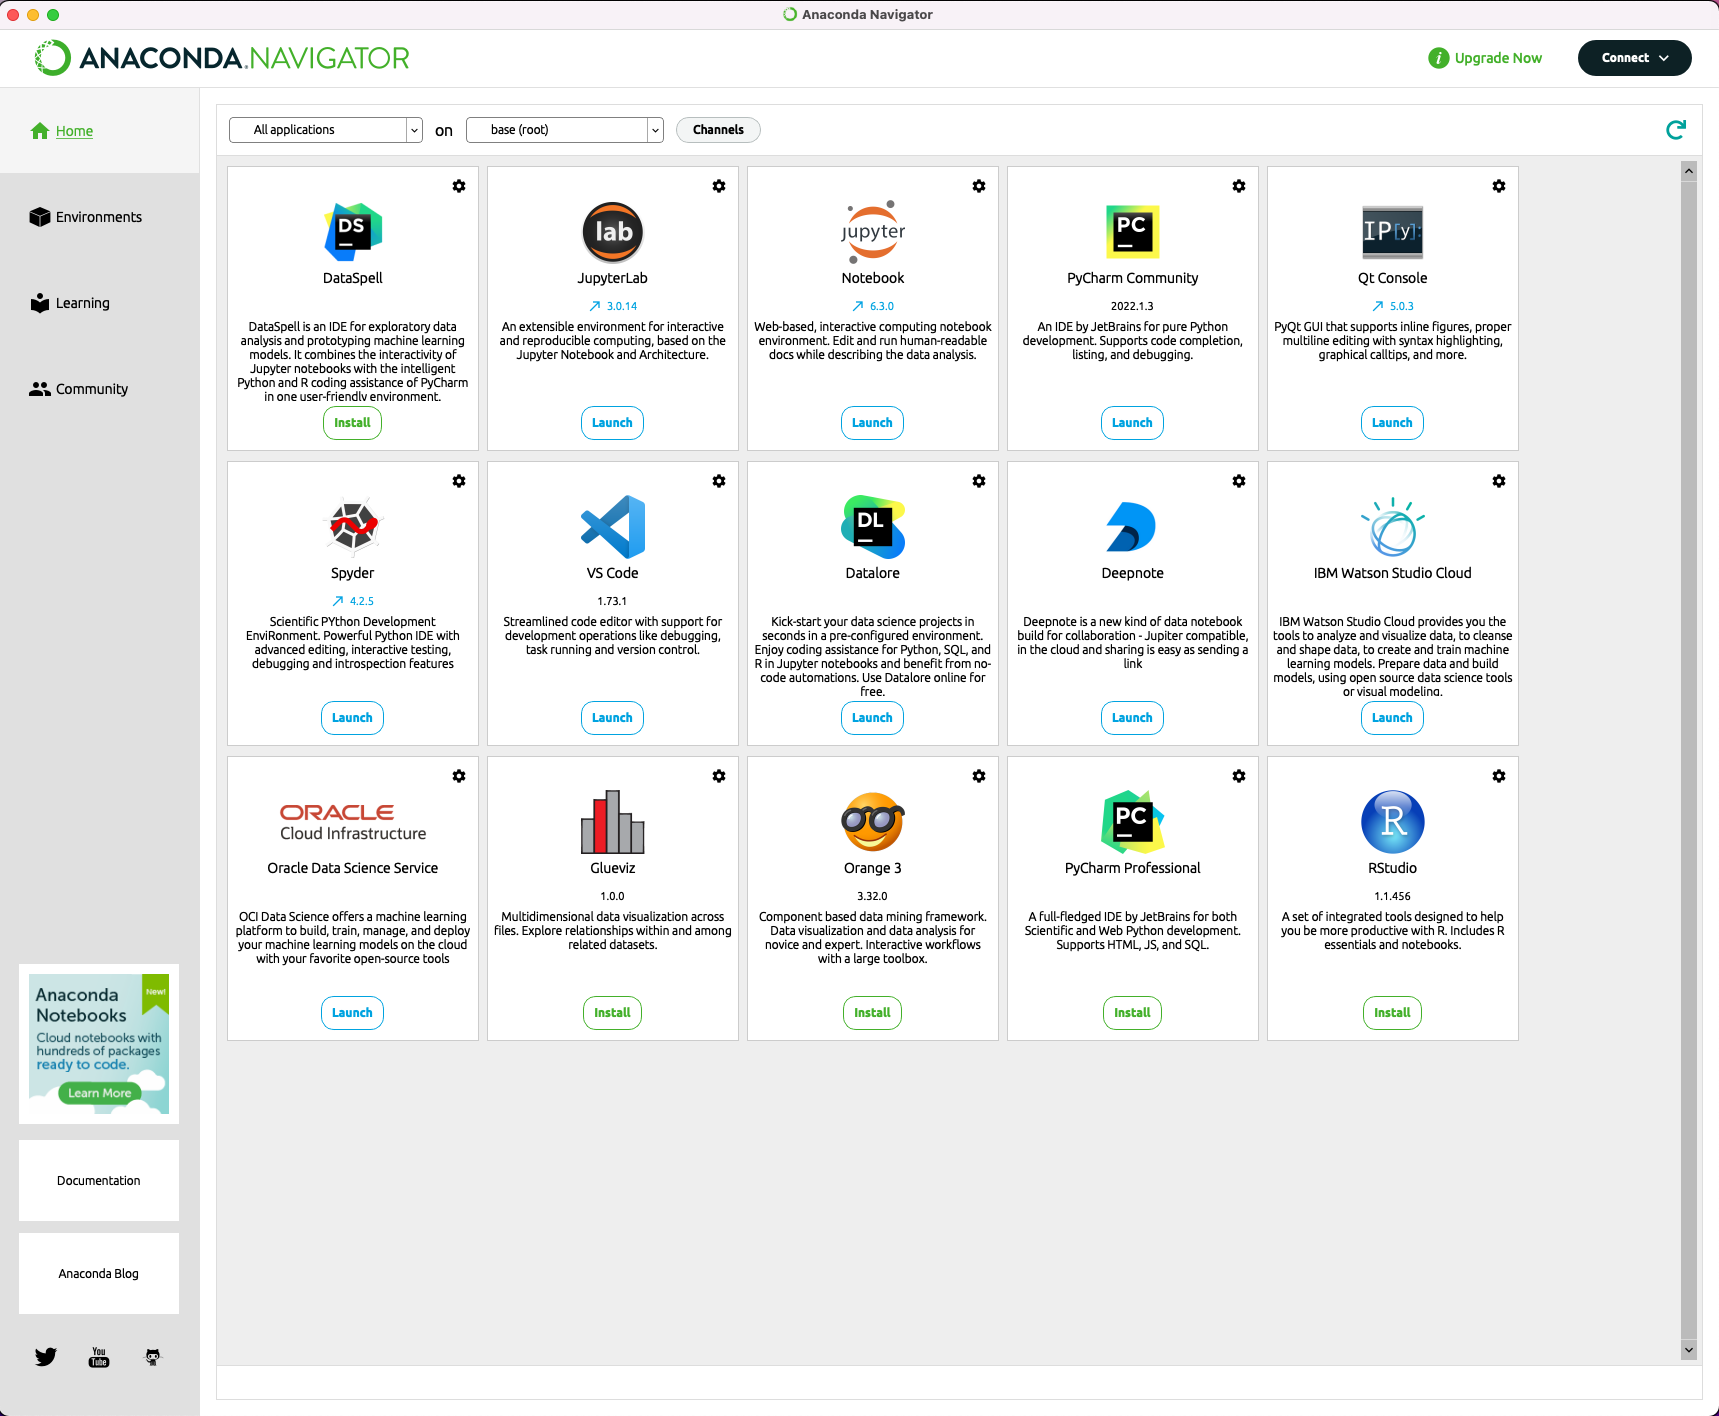 Anaconda Navigator
ANACONDA.NAVIGATOR
i Upgrade Now
Connect
Home
Environments
Learning
Community
All applications
on
base (root)
Channels
DS
DataSpell
DataSpell is an IDE for exploratory data
analysis and prototyping machine learning
models. It combines the interactivity of
Jupyter notebooks with the intelligent
Python and R coding assistance of PyCharm
in one user-friendly environment.
Install
lab
JupyterLab
3.0.14
An extensible environment for interactive
and reproducible computing, based on the
Jupyter Notebook and Architecture.
Launch
jupyter
Notebook
6.3.0
Web-based, interactive computing notebook
environment. Edit and run human-readable
docs while describing the data analysis.
Launch
PC
PyCharm Community
2022.1.3
An IDE by JetBrains for pure Python
development. Supports code completion,
listing, and debugging.
Launch
IP[y]:
Qt Console
5.0.3
PyQt GUI that supports inline figures, proper
multiline editing with syntax highlighting,
graphical calltips, and more.
Launch
Spyder
4.2.5
Scientific PYthon Development
EnviRonment. Powerful Python IDE with
advanced editing, interactive testing,
debugging and introspection features
Launch
VS Code
1.73.1
Streamlined code editor with support for
development operations like debugging,
task running and version control.
Launch
DL
Datalore
Kick-start your data science projects in
seconds in a pre-configured environment.
Enjoy coding assistance for Python, SQL, and
R in Jupyter notebooks and benefit from no-
code automations. Use Datalore online for
free.
Launch
Deepnote
Deepnote is a new kind of data notebook
build for collaboration - Jupiter compatible,
in the cloud and sharing is easy as sending a
link
Launch
IBM Watson Studio Cloud
IBM Watson Studio Cloud provides you the
tools to analyze and visualize data, to cleanse
and shape data, to create and train machine
learning models. Prepare data and build
models, using open source data science tools
or visual modeling.
Launch
ORACLE
Cloud Infrastructure
Oracle Data Science Service
OCI Data Science offers a machine learning
platform to build, train, manage, and deploy
your machine learning models on the cloud
with your favorite open-source tools
Launch
Glueviz
1.0.0
Multidimensional data visualization across
files. Explore relationships within and among
related datasets.
Install
Orange 3
3.32.0
Component based data mining framework.
Data visualization and data analysis for
novice and expert. Interactive workflows
with a large toolbox.
Install
PC
PyCharm Professional
A full-fledged IDE by JetBrains for both
Scientific and Web Python development.
Supports HTML, JS, and SQL.
Install
R
RStudio
1.1.456
A set of integrated tools designed to help
you be more productive with R. Includes R
essentials and notebooks.
Install
New!
Anaconda
Notebooks
Cloud notebooks with
hundreds of packages
ready to code.
Learn More
Documentation
Anaconda Blog
You
Tube